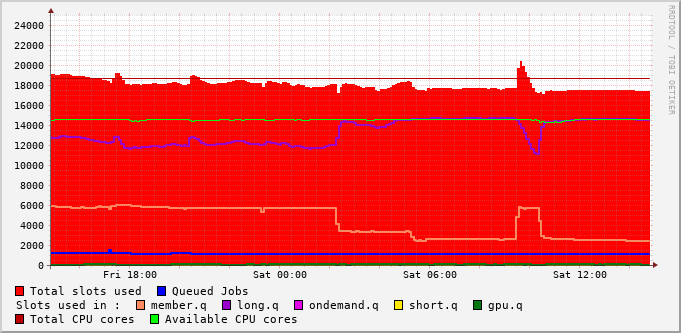 RRDTOOL / TOBI OETIKER
24000
22000
20000
18000
16000
14000
12000
10000
8000
6000
4000
2000
0
Fri 18:00 Sat 00:00 Sat 06:00 Sat 12:00
Total slots used Queued Jobs
Slots used in : member.q long.q ondemand.q short.q gpu.q
Total CPU cores Available CPU cores